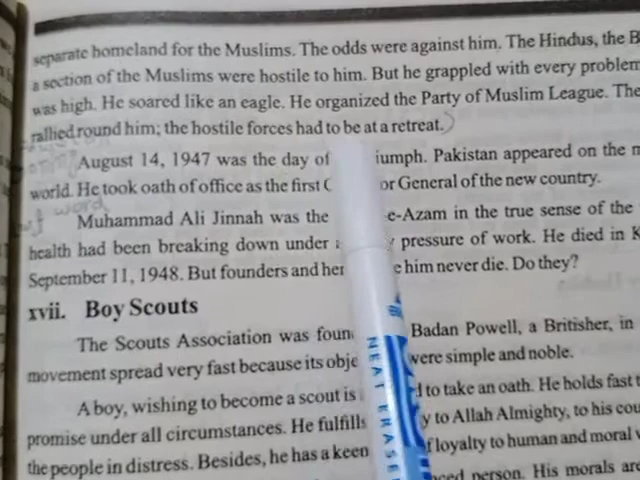 separate homeland for the Muslims. The odds were against him. The Hindus, the B
a section of the Muslims were hostile to him. But he grappled with every problem
was high. He soared like an eagle. He organized the Party of Muslim League. The
rallied round him; the hostile forces had to be at a retreat.
August 14, 1947 was the day of iumph. Pakistan appeared on the m
world. He took oath of office as the first or General of the new country.
word
Muhammad Ali Jinnah was the e-Azam in the true sense of the
health had been breaking down under pressure of work. He died in K
September 11, 1948. But founders and her e him never die. Do they?
xvii. Boy Scouts
The Scouts Association was foun Badan Powell, a Britisher, in
movement spread very fast because its obje were simple and noble.
A boy, wishing to become a scout is d to take an oath. He holds fast t
promise under all circumstances. He fulfills y to Allah Almighty, to his cou
the people in distress. Besides, he has a keen f loyalty to human and moral v
nced person. His morals ar
NEAT ERASE